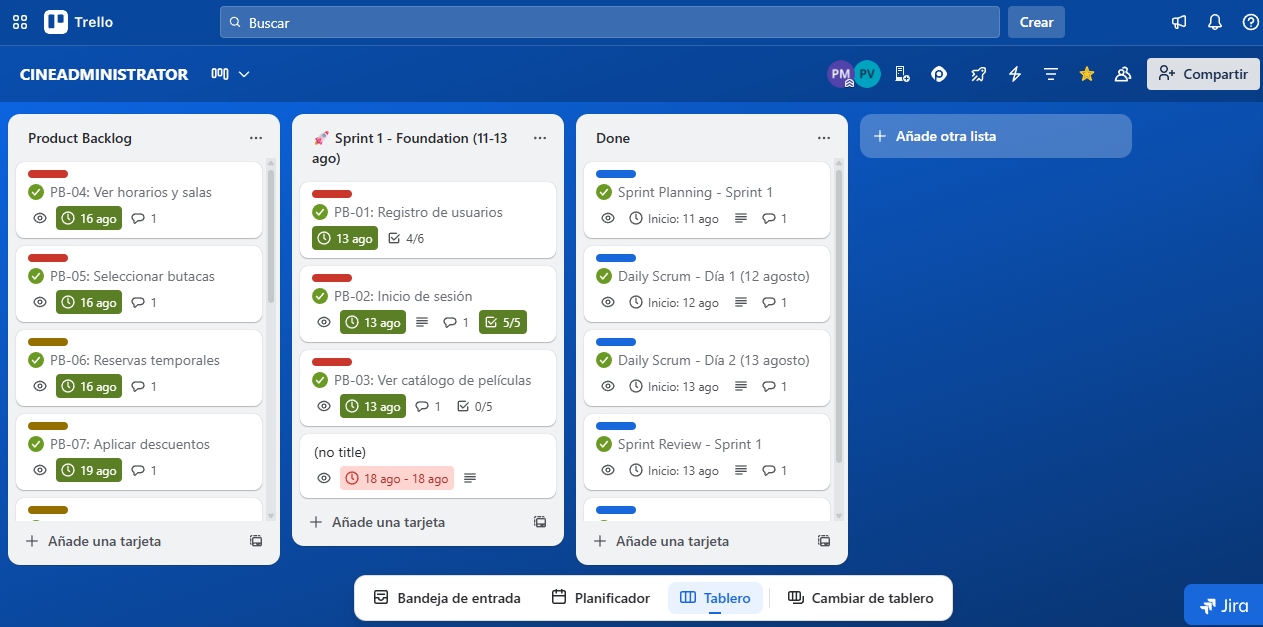 Trello
Buscar
Crear
CINEADMINISTRATOR
PM
PV
Compartir
Product Backlog
PB-04: Ver horarios y salas
16 ago
1
PB-05: Seleccionar butacas
16 ago
1
PB-06: Reservas temporales
16 ago
1
PB-07: Aplicar descuentos
19 ago
1
Añade una tarjeta
🚀 Sprint 1 - Foundation (11-13
ago)
PB-01: Registro de usuarios
13 ago
4/6
PB-02: Inicio de sesión
13 ago
1
5/5
PB-03: Ver catálogo de películas
13 ago
1
0/5
(no title)
18 ago - 18 ago
Añade una tarjeta
Done
Sprint Planning - Sprint 1
Inicio: 11 ago
1
Daily Scrum - Día 1 (12 agosto)
Inicio: 12 ago
1
Daily Scrum - Día 2 (13 agosto)
Inicio: 13 ago
1
Sprint Review - Sprint 1
Inicio: 13 ago
1
Añade una tarjeta
Añade otra lista
Bandeja de entrada
Planificador
Tablero
Cambiar de tablero
Jira